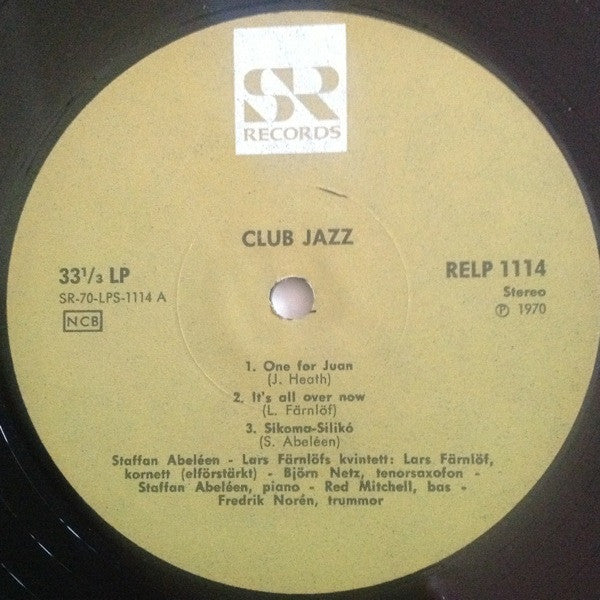 SR
RECORDS
CLUB JAZZ
33 1/3 LP
SR-70-LPS-1114 A
NCB
RELP 1114
Stereo
℗ 1970
1. One for Juan
(J. Heath)
2. It's all over now
(L. Färnlöf)
3. Sikoma-Silikó
(S. Abeléen)
Staffan Abeléen - Lars Färnlöfs kvintett: Lars Färnlöf,
kornett (elförstärkt) - Björn Netz, tenorsaxofon -
Staffan Abeléen, piano - Red Mitchell, bas -
Fredrik Norén, trummor